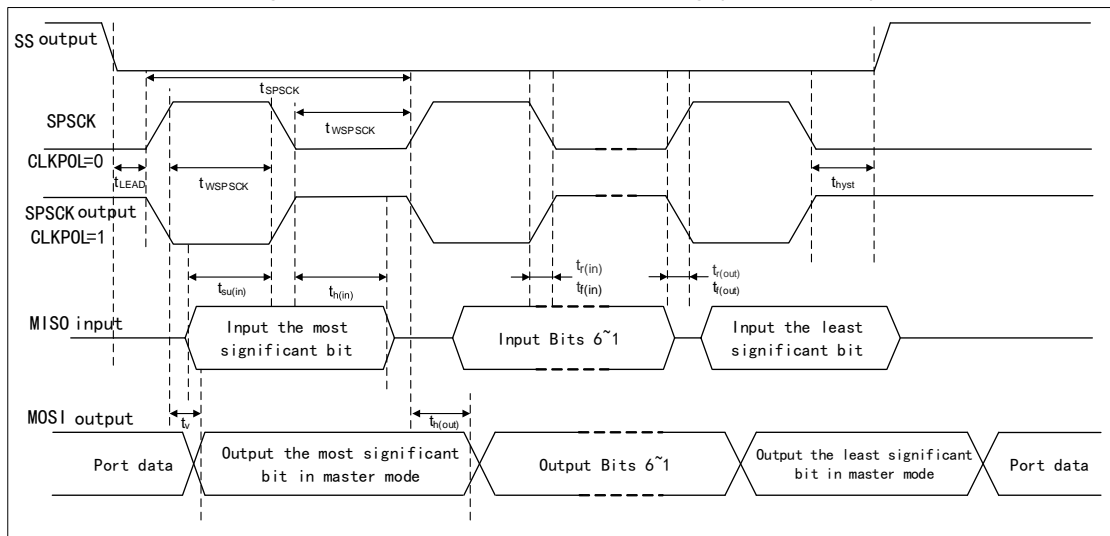 SS output
tSPSCK
SPSCK
CLKPOL=0
tWSPSCK
tLEAD
tWSPSCK
thyst
SPSCK output
CLKPOL=1
tsu(in)
th(in)
tr(in)
tf(in)
tr(out)
tf(out)
MISO input
Input the most
significant bit
Input Bits 6~1
Input the least
significant bit
MOSI output
tv
th(out)
Port data
Output the most significant
bit in master mode
Output Bits 6~1
Output the least significant
bit in master mode
Port data